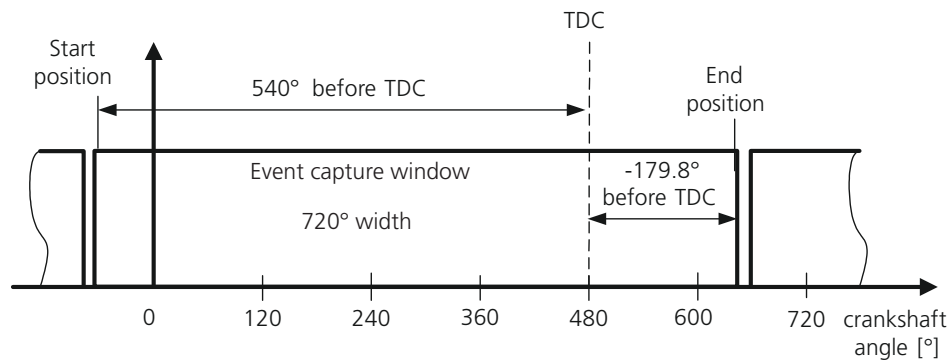 TDC
Start
position
540° before TDC
End
position
Event capture window
-179.8°
before TDC
720° width
0 120 240 360 480 600 720 crankshaft
angle [°]